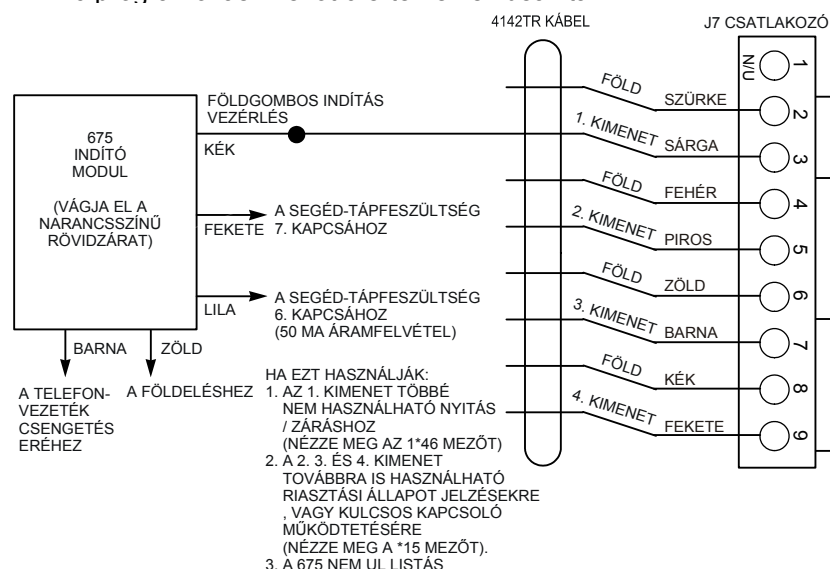 4142TR KÁBEL
J7 CSATLAKOZÓ
675
INDÍTÓ
MODUL
(VÁGJA EL A
NARANCSSZÍNŰ
RÖVIDZÁRAT)
FÖLDGOMBOS INDÍTÁS
VEZÉRLÉS
KÉK
FEKETE
A SEGÉD-TÁPFESZÜLTSÉG
7. KAPCSÁHOZ
LILA
A SEGÉD-TÁPFESZÜLTSÉG
6. KAPCSÁHOZ
(50 MA ÁRAMFELVÉTEL)
BARNA
ZÖLD
A TELEFON-
VEZETÉK
CSENGETÉS
ERÉHEZ
A FÖLDELÉSHEZ
HA EZT HASZNÁLJÁK:
1. AZ 1. KIMENET TÖBBÉ
NEM HASZNÁLHATÓ NYITÁS
/ ZÁRÁSHOZ
(NÉZZE MEG AZ 1*46 MEZŐT)
2. A 2. 3. ÉS 4. KIMENET
TOVÁBBRA IS HASZNÁLHATÓ
RIASZTÁSI ÁLLAPOT JELZÉSEKRE
, VAGY KULCSOS KAPCSOLÓ
MŰKÖDTETÉSÉRE
(NÉZZE MEG A *15 MEZŐT).
3. A 675 NEM UL LISTÁS
N/U 1
FÖLD SZÜRKE 2
1. KIMENET SÁRGA 3
FÖLD FEHÉR 4
2. KIMENET PIROS 5
FÖLD ZÖLD 6
3. KIMENET BARNA 7
FÖLD KÉK 8
4. KIMENET FEKETE 9